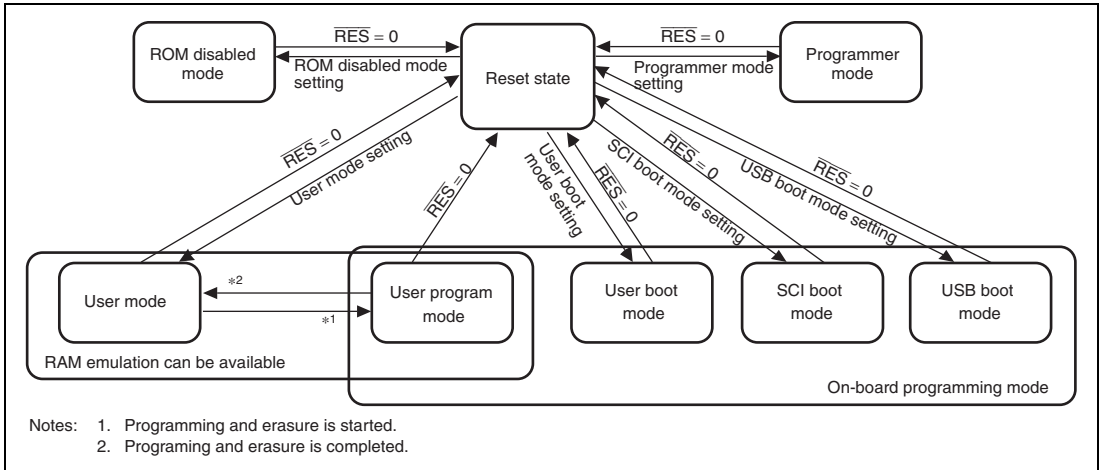 ROM disabled
mode
RES = 0
ROM disabled mode
setting
Reset state
RES = 0
Programmer mode
setting
Programmer
mode
RES = 0
User mode setting
RES = 0
User boot
mode setting
RES = 0
SCI boot mode setting
RES = 0
USB boot mode setting
RES = 0
User mode
*2
*1
User program
mode
User boot
mode
SCI boot
mode
USB boot
mode
RAM emulation can be available
On-board programming mode
Notes: 1. Programming and erasure is started.
2. Programing and erasure is completed.